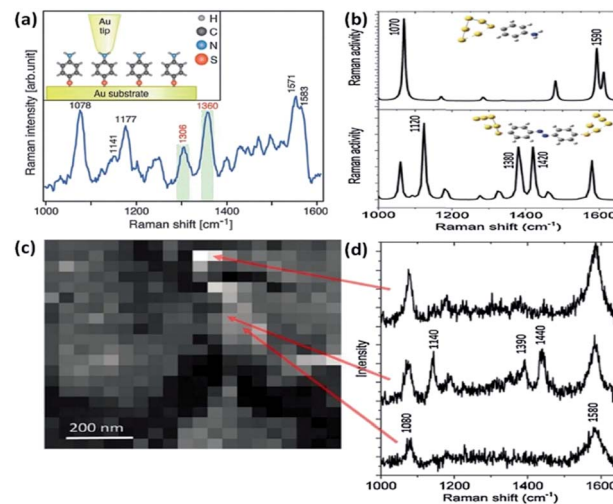 (a)
Au
tip
H
C
N
S
Au substrate
1078
1141
1177
1306
1360
1571
1583
Raman intensity [arb.unit]
1000 1200 1400 1600
Raman shift [cm⁻¹]
(b)
1070
1590
Raman activity
1120
1380
1420
Raman activity
1000 1200 1400 1600
Raman shift (cm⁻¹)
(c)
200 nm
(d)
1140
1390
1440
1080
1580
Intensity
1000 1200 1400 1600
Raman shift (cm⁻¹)